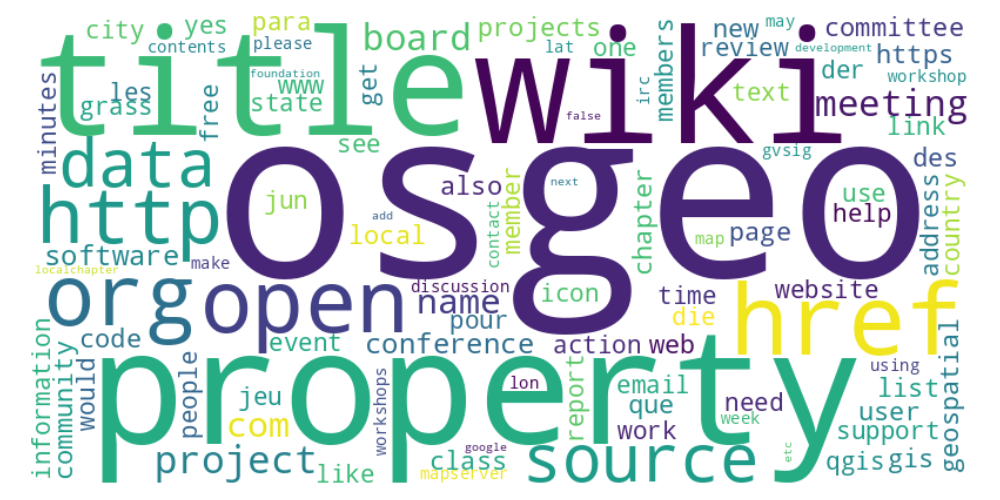 city yes para board projects new may committee
contents please lat one review development https
title wiki
grass www foundation get irc members der workshop
les state free false text meeting
minutes see link
data osgeo gvsig des
http jun also next use
add member chapter help address country
software local contact map page
localchapter make
org open discussion icon time website
name die href
code event pour conference action web
information community would people workshops property lon report using geospatial
jeu email need list
com que week user
work support
project like class google source etc qgis gis
mapserver